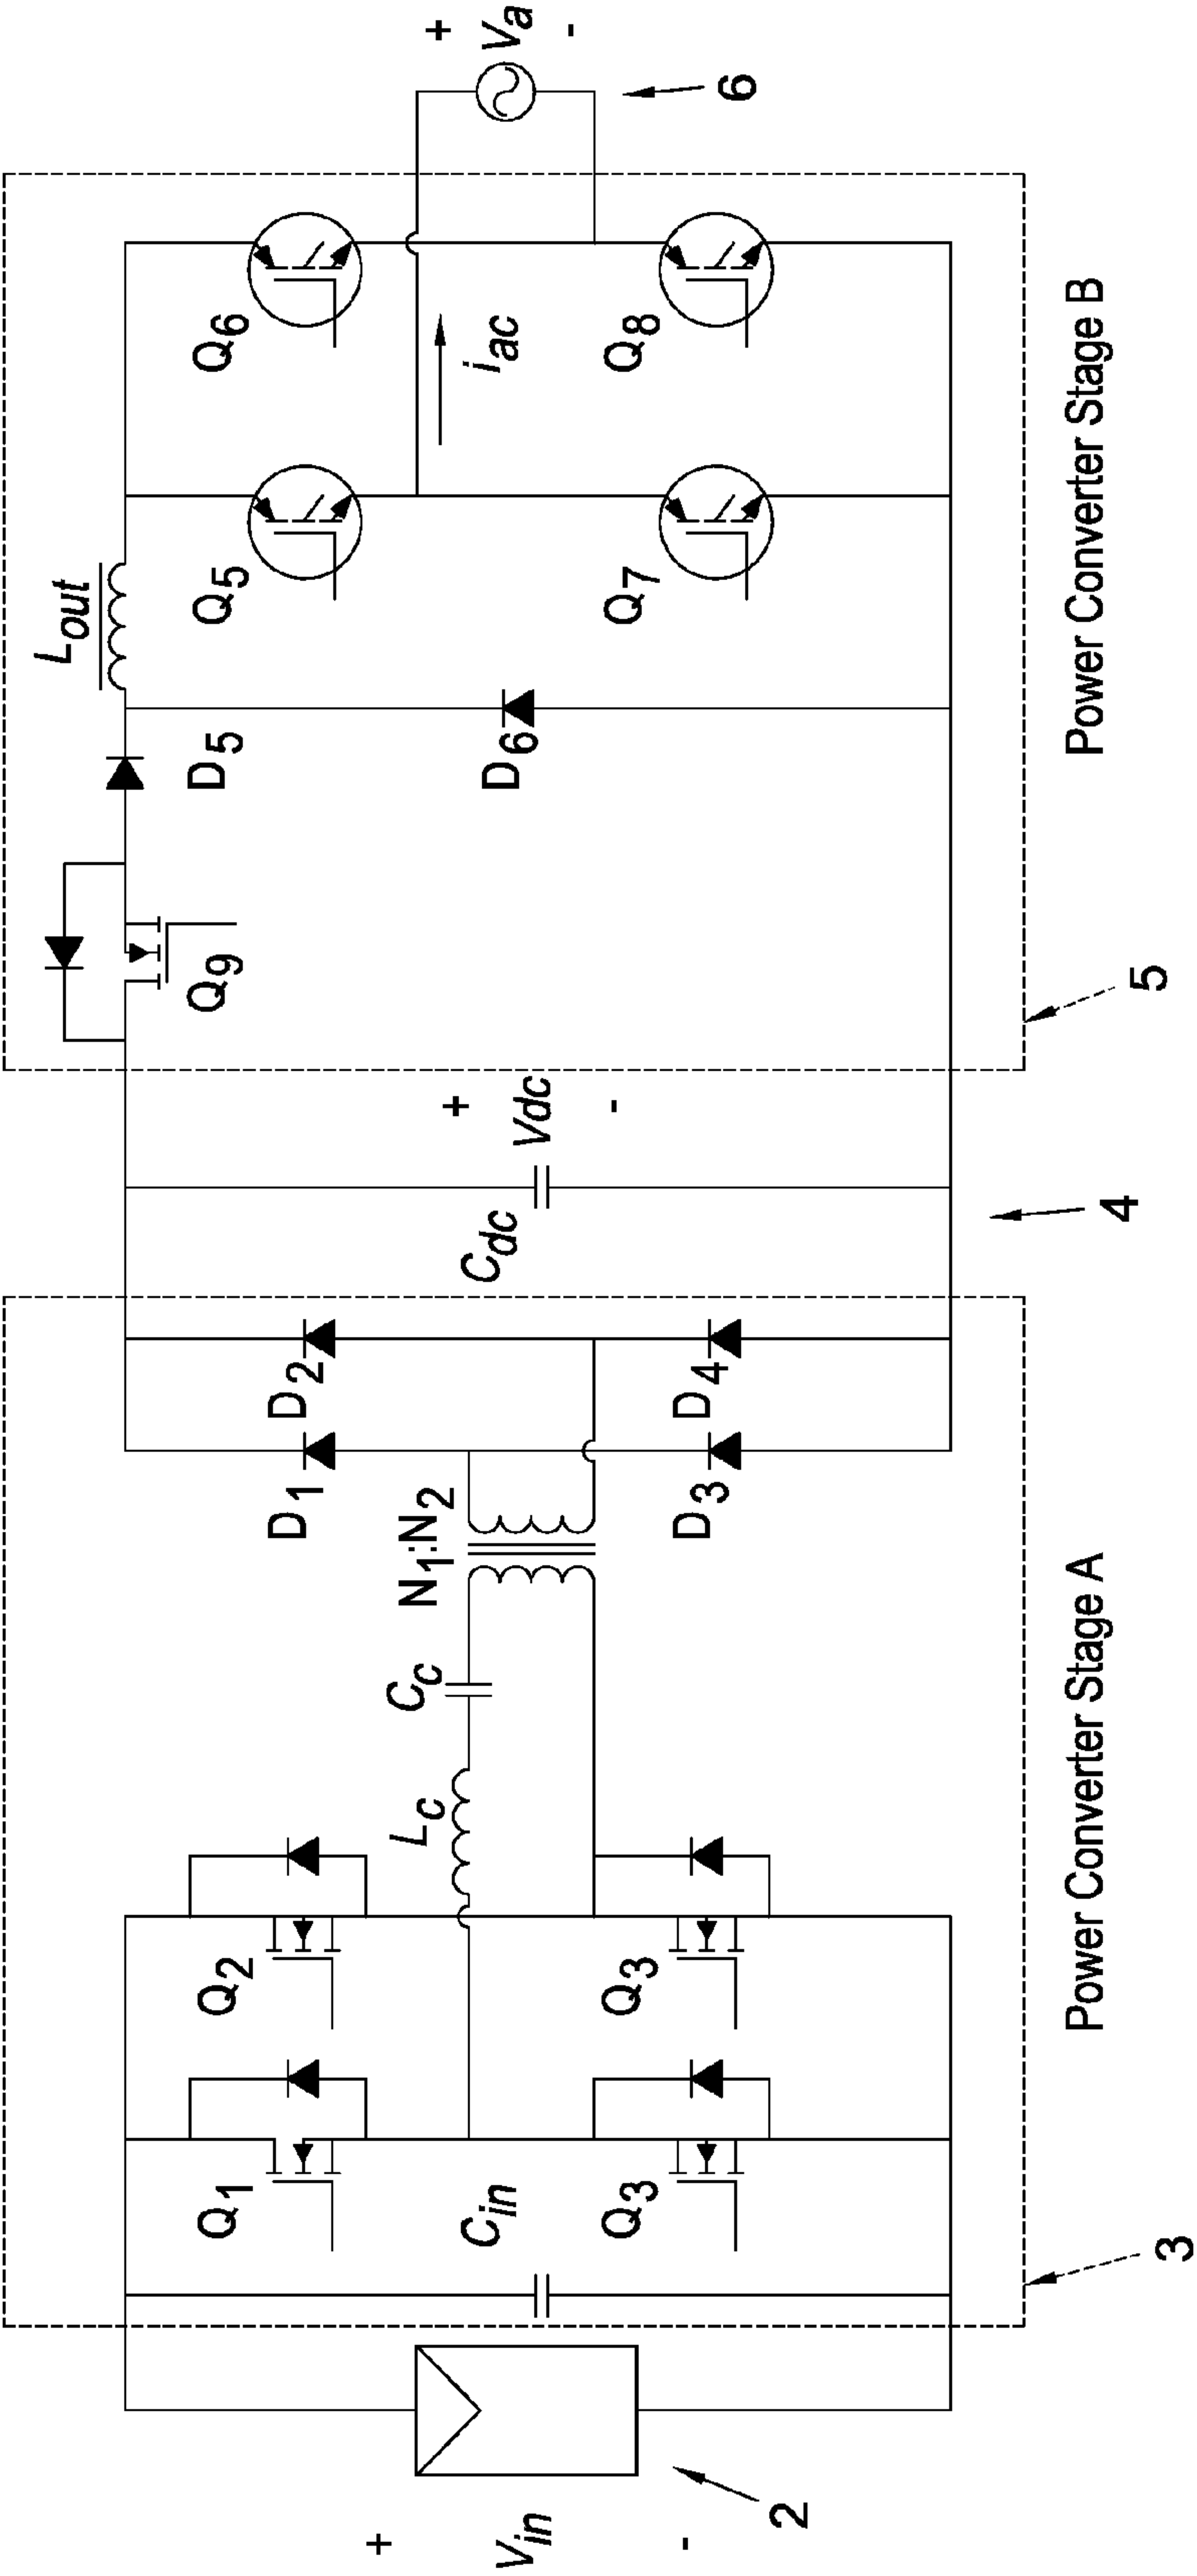 +
Vin
-
2
Cin
Q1
Q3
Q2
Q3
Lc
Cc
N1:N2
D1
D2
D3
D4
3
Power Converter Stage A
Cdc
+
Vdc
-
4
Q9
D5
D6
Lout
Q5
Q6
Q7
Q8
iac
5
Power Converter Stage B
+
Va
-
6